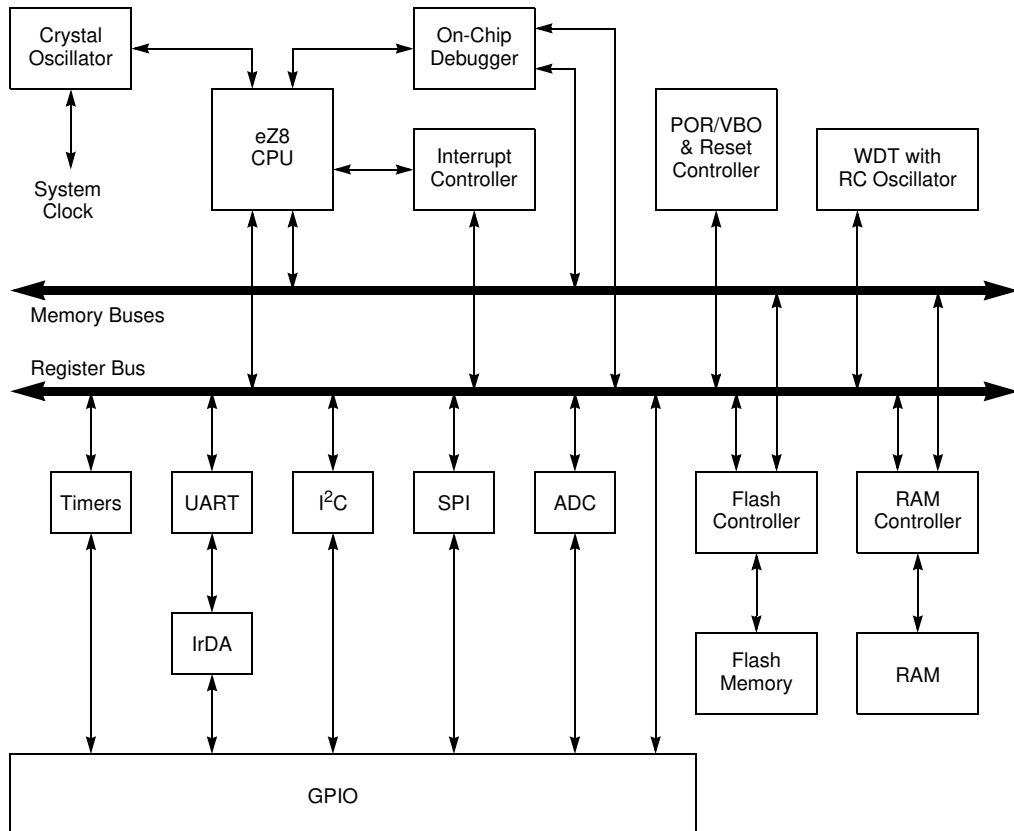 Crystal
Oscillator
On-Chip
Debugger
eZ8
CPU
Interrupt
Controller
POR/VBO
& Reset
Controller
WDT with
RC Oscillator
System
Clock
Memory Buses
Register Bus
Timers
UART
I²C
SPI
ADC
Flash
Controller
RAM
Controller
IrDA
Flash
Memory
RAM
GPIO